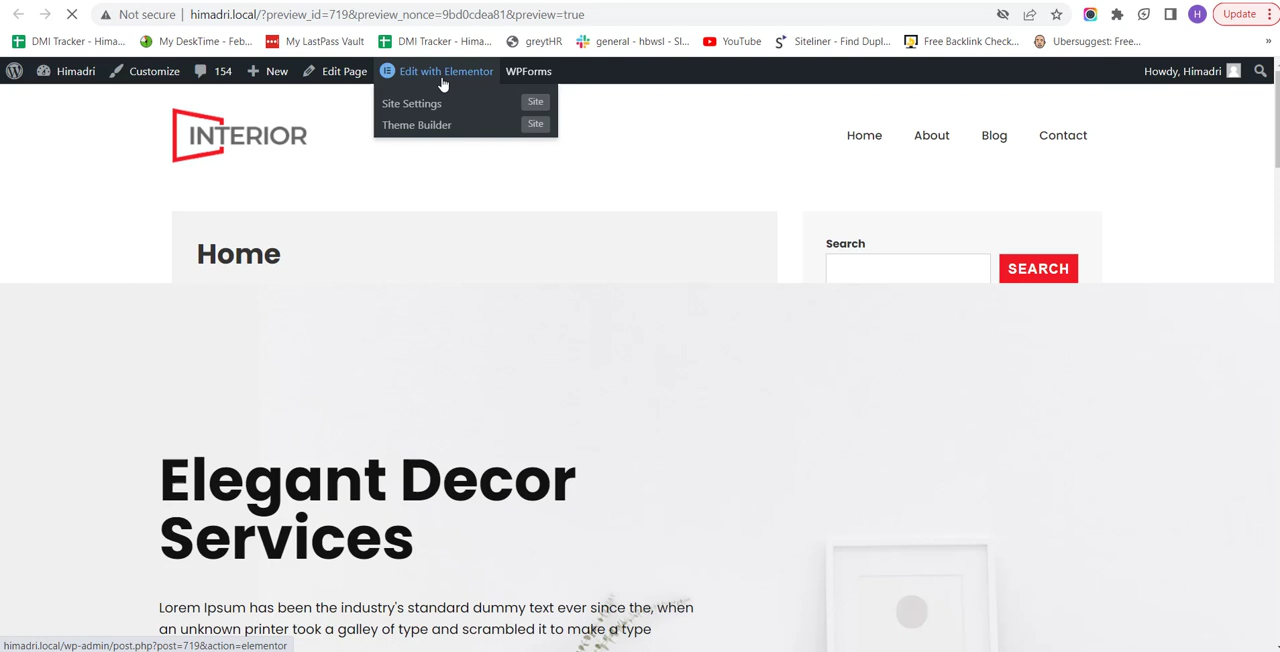 Not secure himadri.local/?preview_id=719&preview_nonce=9bd0cdea81&preview=true H Update
DMI Tracker - Hima... My DeskTime - Feb... My LastPass Vault DMI Tracker - Hima... greytHR general - hbwsl - Sl... YouTube Siteliner - Find Dupl... Free Backlink Check... Ubersuggest: Free... »
Himadri Customize 154 New Edit Page Edit with Elementor WPForms Howdy, Himadri
Site Settings Site
Theme Builder Site
INTERIOR
Home About Blog Contact
Home
Search
SEARCH
Elegant Decor
Services
Lorem Ipsum has been the industry's standard dummy text ever since the, when
an unknown printer took a galley of type and scrambled it to make a type
himadri.local/wp-admin/post.php?post=719&action=elementor